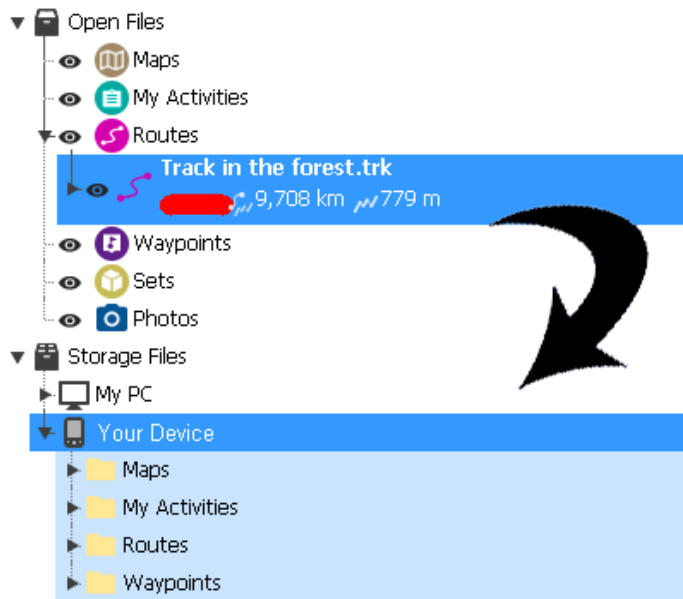 Open Files
Maps
My Activities
Routes
Track in the forest.trk
9,708 km 779 m
Waypoints
Sets
Photos
Storage Files
My PC
Your Device
Maps
My Activities
Routes
Waypoints